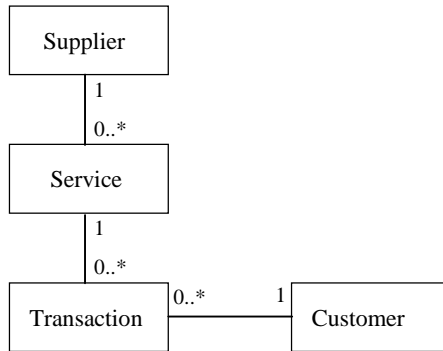 Supplier
1
0..*
Service
1
0..*
Transaction
0..*
1
Customer